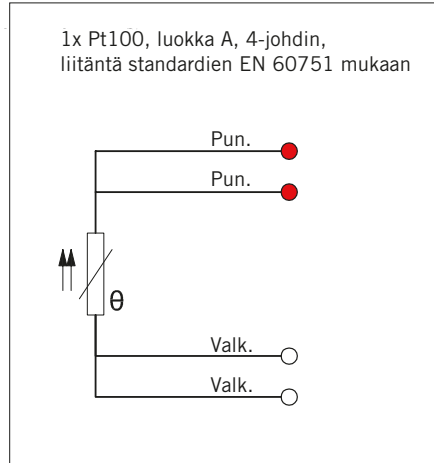 1x Pt100, luokka A, 4-johdin,
liitäntä standardien EN 60751 mukaan
Pun.
Pun.
θ
Valk.
Valk.